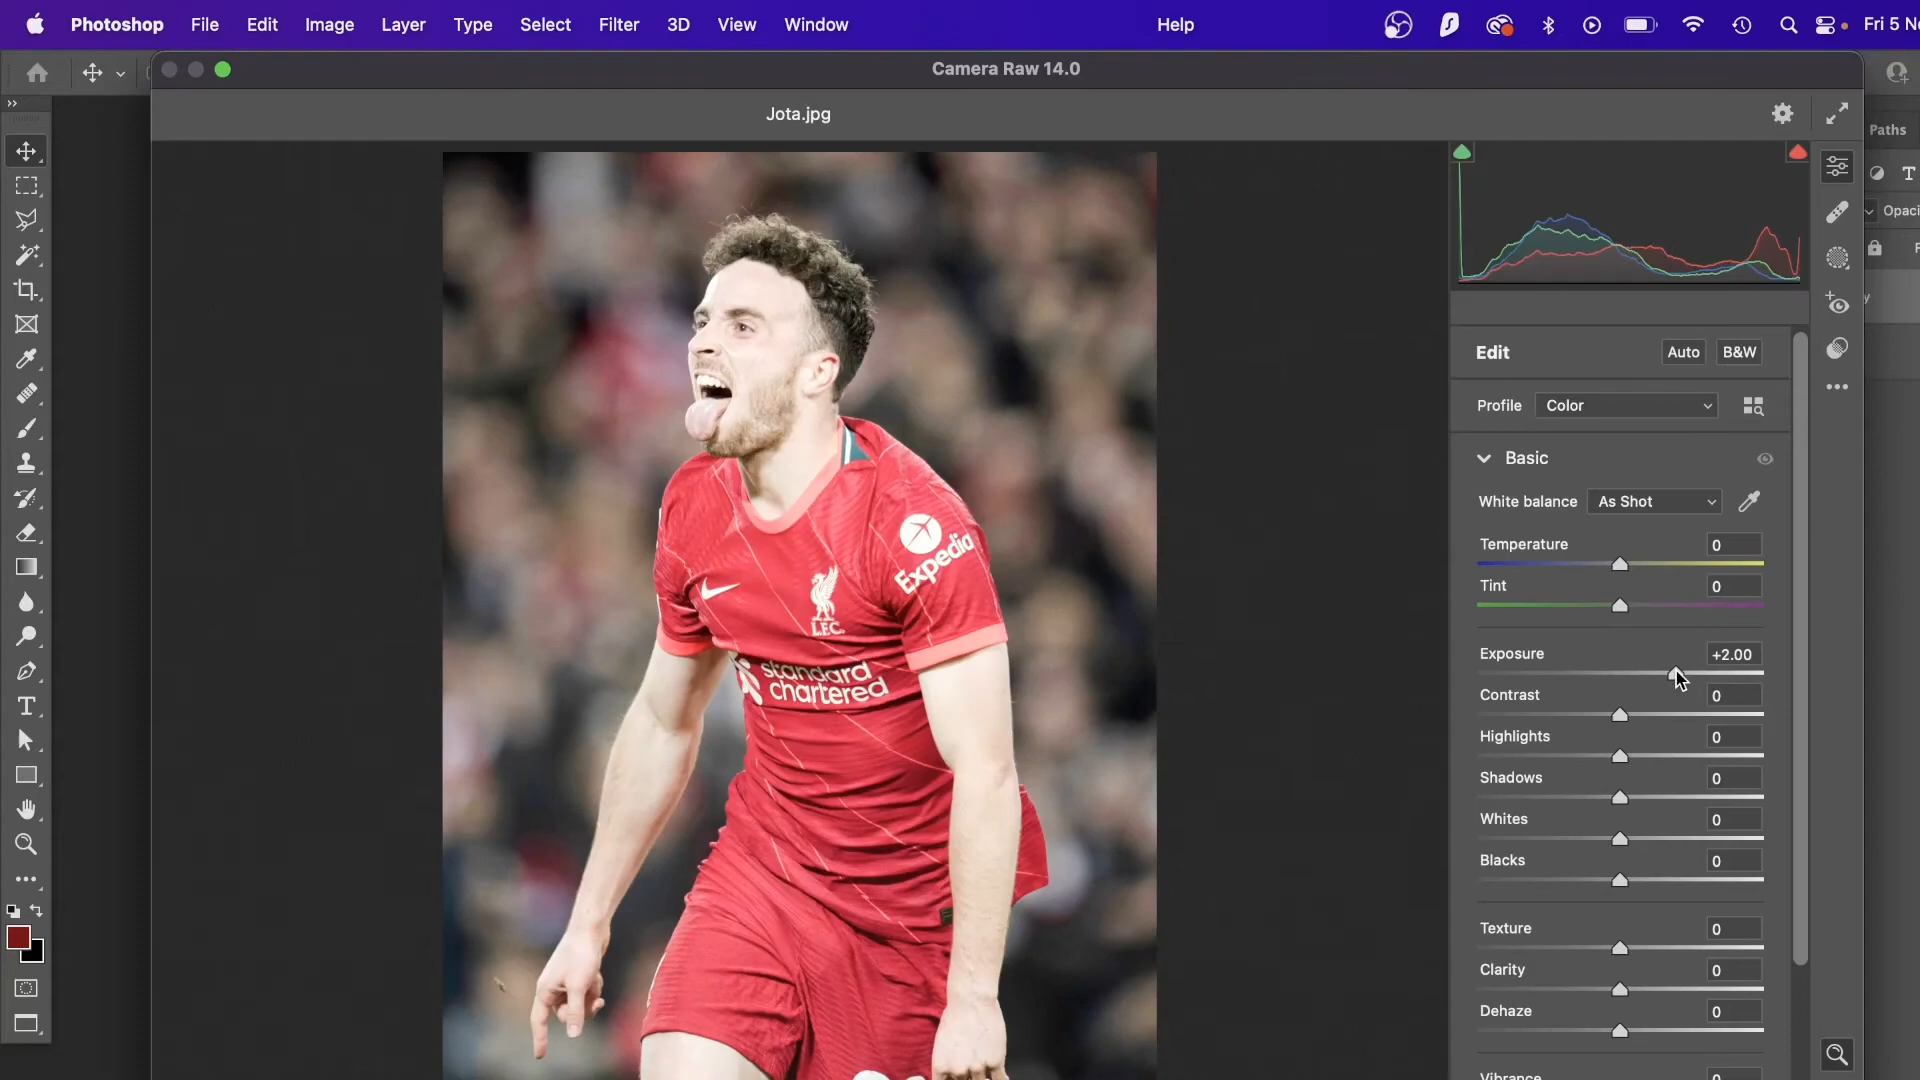 Photoshop File Edit Image Layer Type Select Filter 3D View Window Help Fri 5
Camera Raw 14.0
Jota.jpg
Paths
Edit Auto B&W
Profile Color
Basic
White balance As Shot
Temperature 0
Tint 0
Exposure +2.00
Contrast 0
Highlights 0
Shadows 0
Whites 0
Blacks 0
Texture 0
Clarity 0
Dehaze 0
Expedia
L.F.C.
standard
chartered